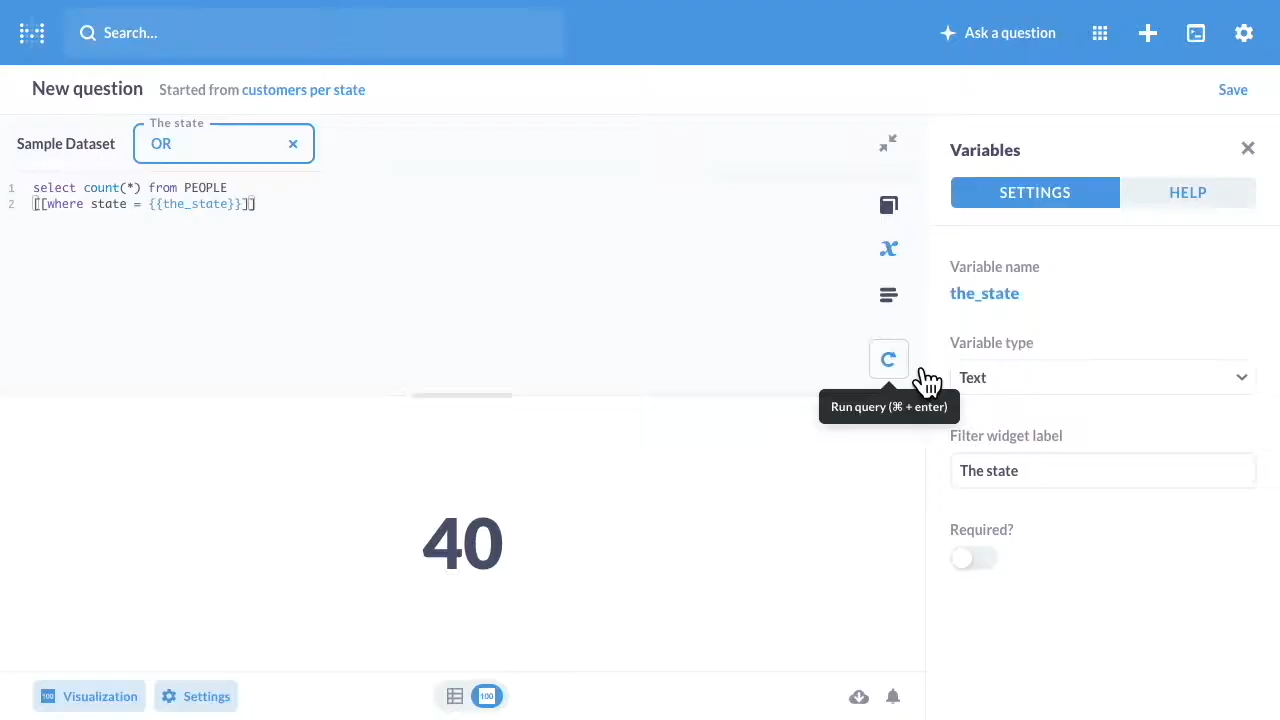 Search...
Ask a question
New question
Started from customers per state
Save
Sample Dataset
The state
OR
1 select count(*) from PEOPLE
2 [[where state = {{the_state}}]]
Run query (⌘ + enter)
40
Visualization
Settings
100
Variables
SETTINGS
HELP
Variable name
the_state
Variable type
Text
Filter widget label
The state
Required?